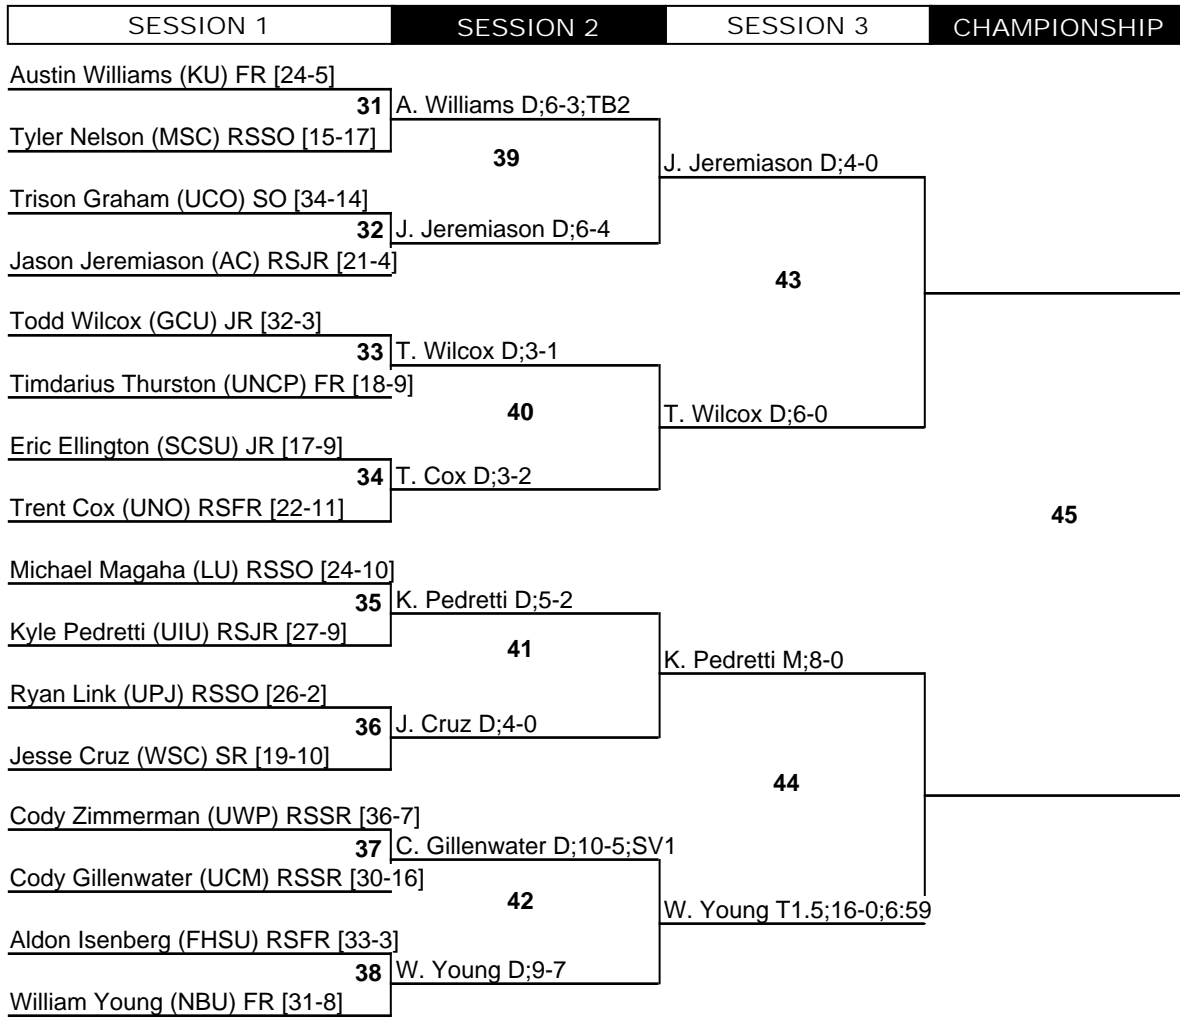 SESSION 1 SESSION 2 SESSION 3 CHAMPIONSHIP
Austin Williams (KU) FR [24-5]
31 A. Williams D;6-3;TB2
Tyler Nelson (MSC) RSSO [15-17]
39
J. Jeremiason D;4-0
Trison Graham (UCO) SO [34-14]
32 J. Jeremiason D;6-4
Jason Jeremiason (AC) RSJR [21-4]
43
Todd Wilcox (GCU) JR [32-3]
33 T. Wilcox D;3-1
Timdarius Thurston (UNCP) FR [18-9]
40
T. Wilcox D;6-0
Eric Ellington (SCSU) JR [17-9]
34 T. Cox D;3-2
Trent Cox (UNO) RSFR [22-11]
45
Michael Magaha (LU) RSSO [24-10]
35 K. Pedretti D;5-2
Kyle Pedretti (UIU) RSJR [27-9]
41
K. Pedretti M;8-0
Ryan Link (UPJ) RSSO [26-2]
36 J. Cruz D;4-0
Jesse Cruz (WSC) SR [19-10]
44
Cody Zimmerman (UWP) RSSR [36-7]
37 C. Gillenwater D;10-5;SV1
Cody Gillenwater (UCM) RSSR [30-16]
42
W. Young T1.5;16-0;6:59
Aldon Isenberg (FHSU) RSFR [33-3]
38 W. Young D;9-7
William Young (NBU) FR [31-8]